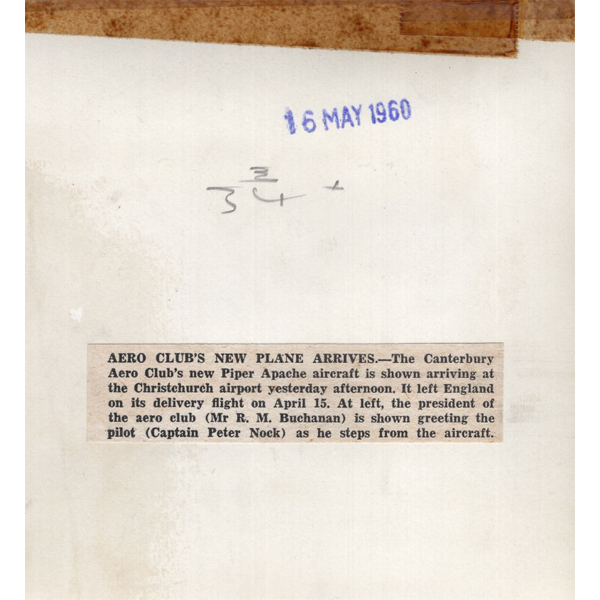 16 MAY 1960
3 3/4
AERO CLUB'S NEW PLANE ARRIVES.—The Canterbury
Aero Club's new Piper Apache aircraft is shown arriving at
the Christchurch airport yesterday afternoon. It left England
on its delivery flight on April 15. At left, the president of
the aero club (Mr R. M. Buchanan) is shown greeting the
pilot (Captain Peter Nock) as he steps from the aircraft.